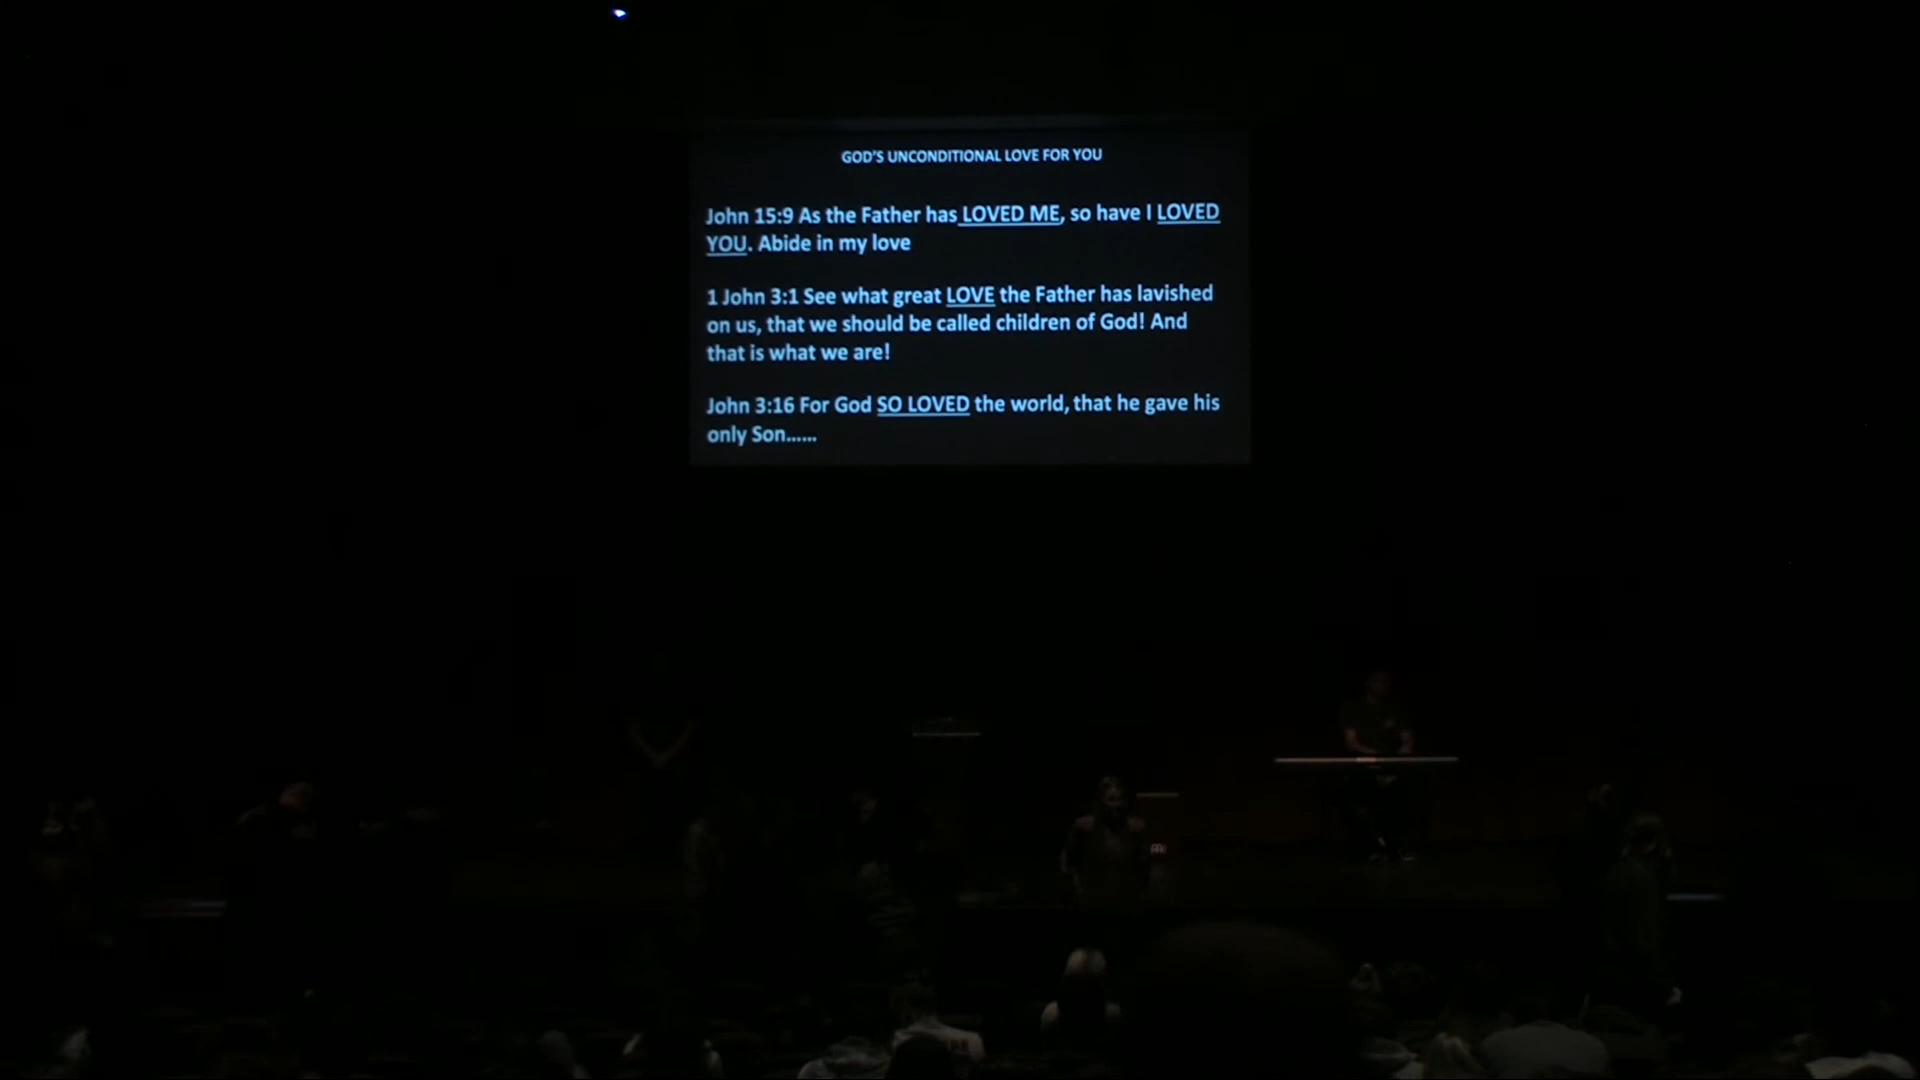 GOD'S UNCONDITIONAL LOVE FOR YOU
John 15:9 As the Father has LOVED ME, so have I LOVED
YOU. Abide in my love
1 John 3:1 See what great LOVE the Father has lavished
on us, that we should be called children of God! And
that is what we are!
John 3:16 For God SO LOVED the world, that he gave his
only Son......